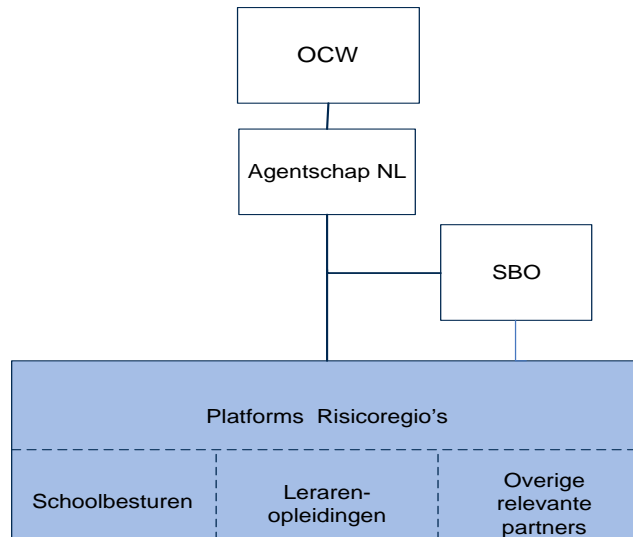 OCW
Agentschap NL
SBO
Platforms Risicoregio's
Schoolbesturen
Leraren-
opleidingen
Overige
relevante
partners